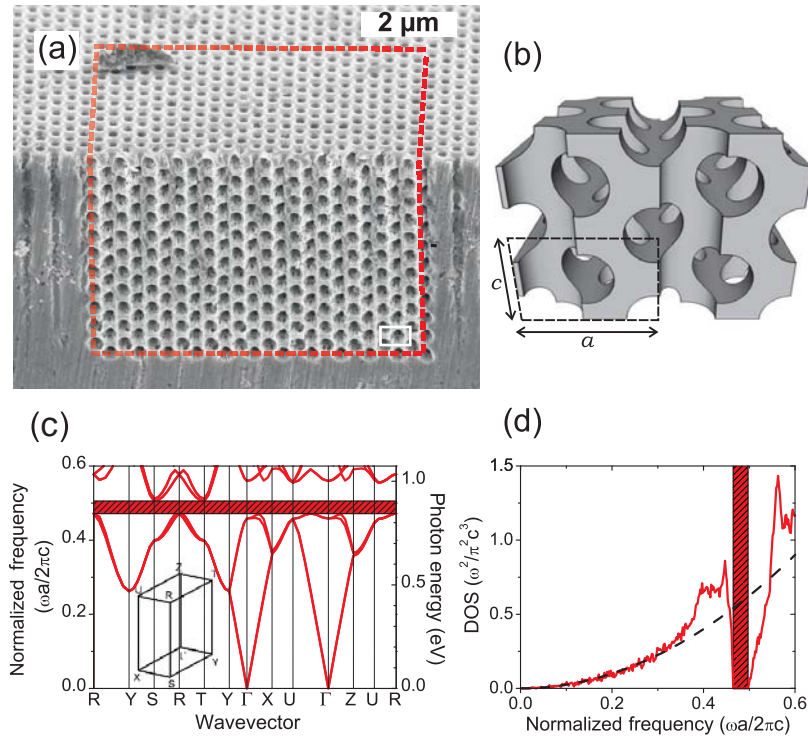 (a)
2 μm
(b)
c
a
(c)
Normalized frequency
(ωa/2πc)
0.6
0.4
0.2
0.0
1.0
0.5
0.0
Photon energy (eV)
Z
T
U
R
Γ
X
Y
S
R Y S R T Y Γ X U Γ Z U R
Wavevector
(d)
DOS (ω²/π²c³)
1.5
1.0
0.5
0.0
0.0 0.2 0.4 0.6
Normalized frequency (ωa/2πc)